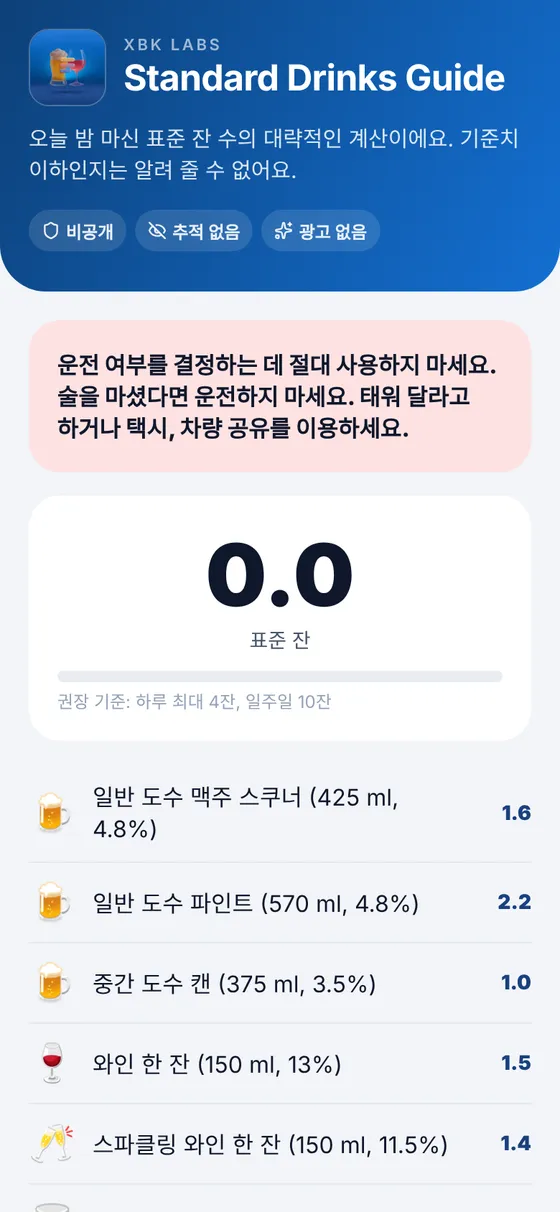 XBK LABS
Standard Drinks Guide
오늘 밤 마신 표준 잔 수의 대략적인 계산이에요. 기준치
이하인지는 알려 줄 수 없어요.
비공개
추적 없음
광고 없음
운전 여부를 결정하는 데 절대 사용하지 마세요.
술을 마셨다면 운전하지 마세요. 태워 달라고
하거나 택시, 차량 공유를 이용하세요.
0.0
표준 잔
권장 기준: 하루 최대 4잔, 일주일 10잔
일반 도수 맥주 스쿠너 (425 ml,
4.8%)
1.6
일반 도수 파인트 (570 ml, 4.8%)
2.2
중간 도수 캔 (375 ml, 3.5%)
1.0
와인 한 잔 (150 ml, 13%)
1.5
스파클링 와인 한 잔 (150 ml, 11.5%)
1.4